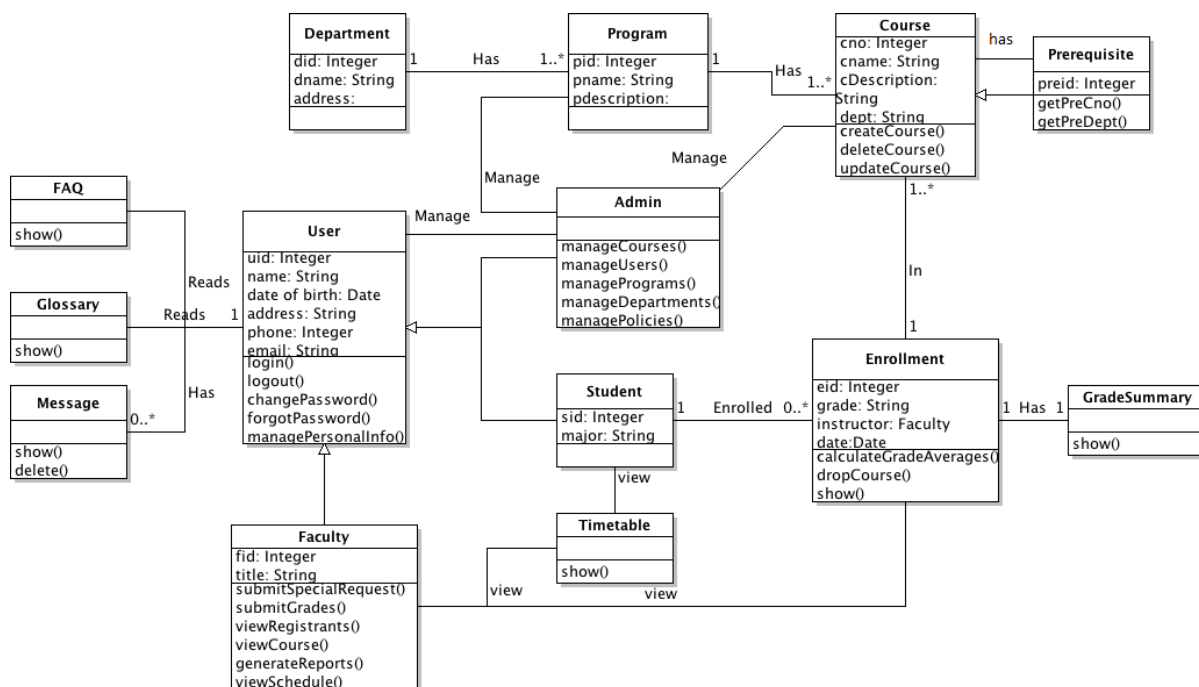 Department
did: Integer
dname: String
address:
1
Has
1..*
Program
pid: Integer
pname: String
pdescription:
1
Has
1..*
Course
cno: Integer
cname: String
cDescription:
String
dept: String
createCourse()
deleteCourse()
updateCourse()
has
Prerequisite
preid: Integer
getPreCno()
getPreDept()
Manage
Manage
Manage
Admin
manageCourses()
manageUsers()
managePrograms()
manageDepartments()
managePolicies()
FAQ
show()
Reads
Glossary
show()
Reads
1
Message
show()
delete()
0..*
Has
User
uid: Integer
name: String
date of birth: Date
address: String
phone: Integer
email: String
login()
logout()
changePassword()
forgotPassword()
managePersonalInfo()
1..*
In
1
Student
sid: Integer
major: String
1
Enrolled
0..*
Enrollment
eid: Integer
grade: String
instructor: Faculty
date:Date
calculateGradeAverages()
dropCourse()
show()
1
Has
1
GradeSummary
show()
view
Timetable
show()
view
view
Faculty
fid: Integer
title: String
submitSpecialRequest()
submitGrades()
viewRegistrants()
viewCourse()
generateReports()
viewSchedule()